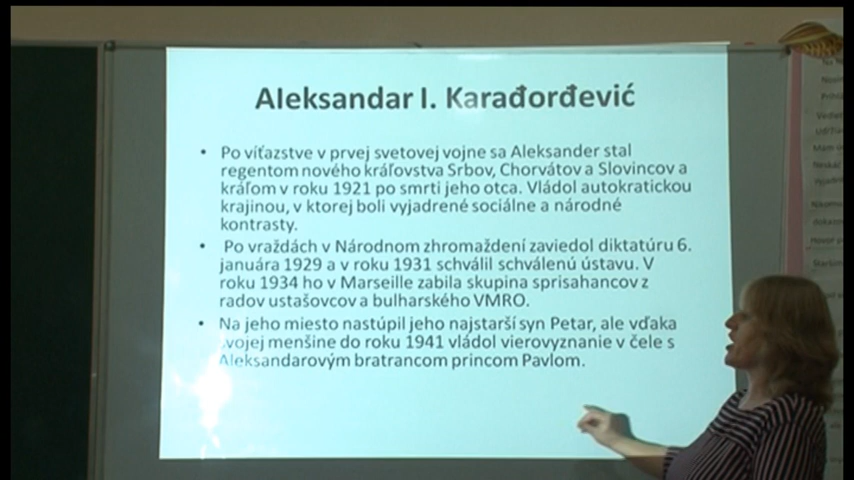 Aleksandar I. Karađorđević
• Po víťazstve v prvej svetovej vojne sa Aleksander stal
regentom nového kráľovstva Srbov, Chorvátov a Slovincov a
kráľom v roku 1921 po smrti jeho otca. Vládol autokratickou
krajinou, v ktorej boli vyjadrené sociálne a národné
kontrasty.
• Po vraždách v Národnom zhromaždení zaviedol diktatúru 6.
januára 1929 a v roku 1931 schválil schválenú ústavu. V
roku 1934 ho v Marseille zabila skupina sprisahancov z
radov ustašovcov a bulharského VMRO.
• Na jeho miesto nastúpil jeho najstarší syn Petar, ale vďaka
svojej menšine do roku 1941 vládol vierovyznanie v čele s
Aleksandarovým bratrancom princom Pavlom.